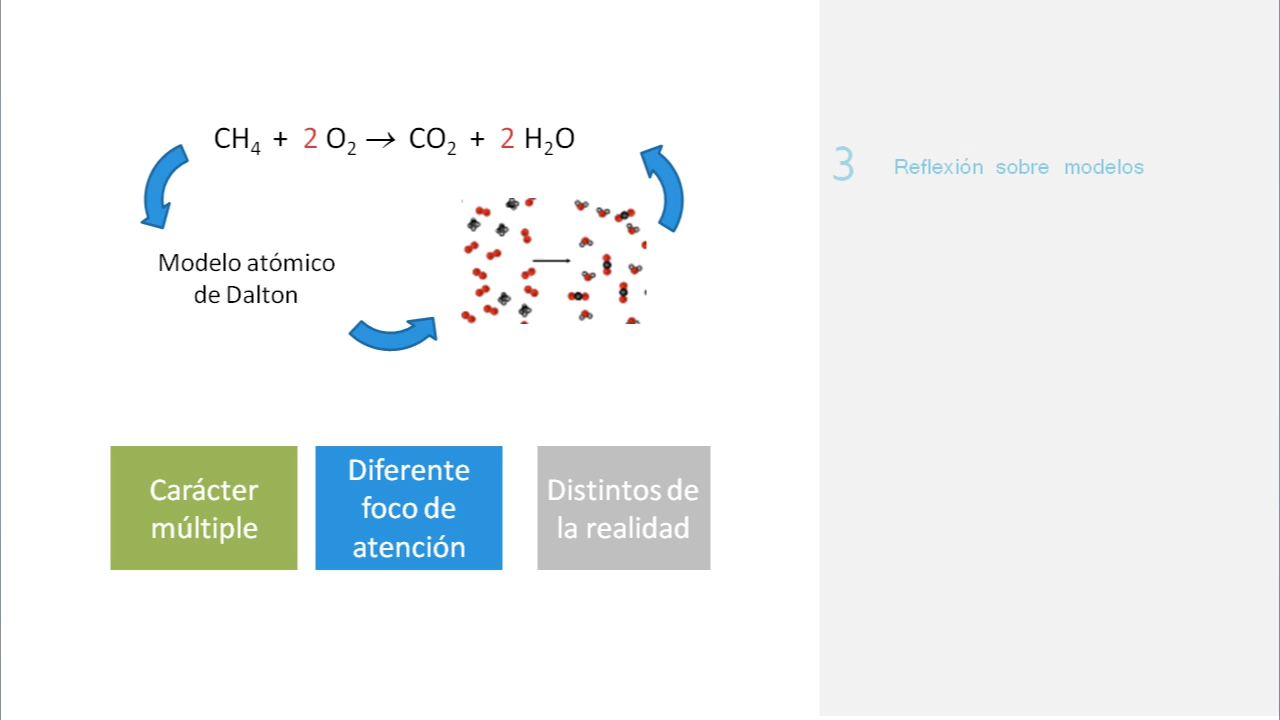 CH₄ + 2 O₂ → CO₂ + 2 H₂O
Modelo atómico
de Dalton
Carácter
múltiple
Diferente
foco de
atención
Distintos de
la realidad
3 Reflexión sobre modelos